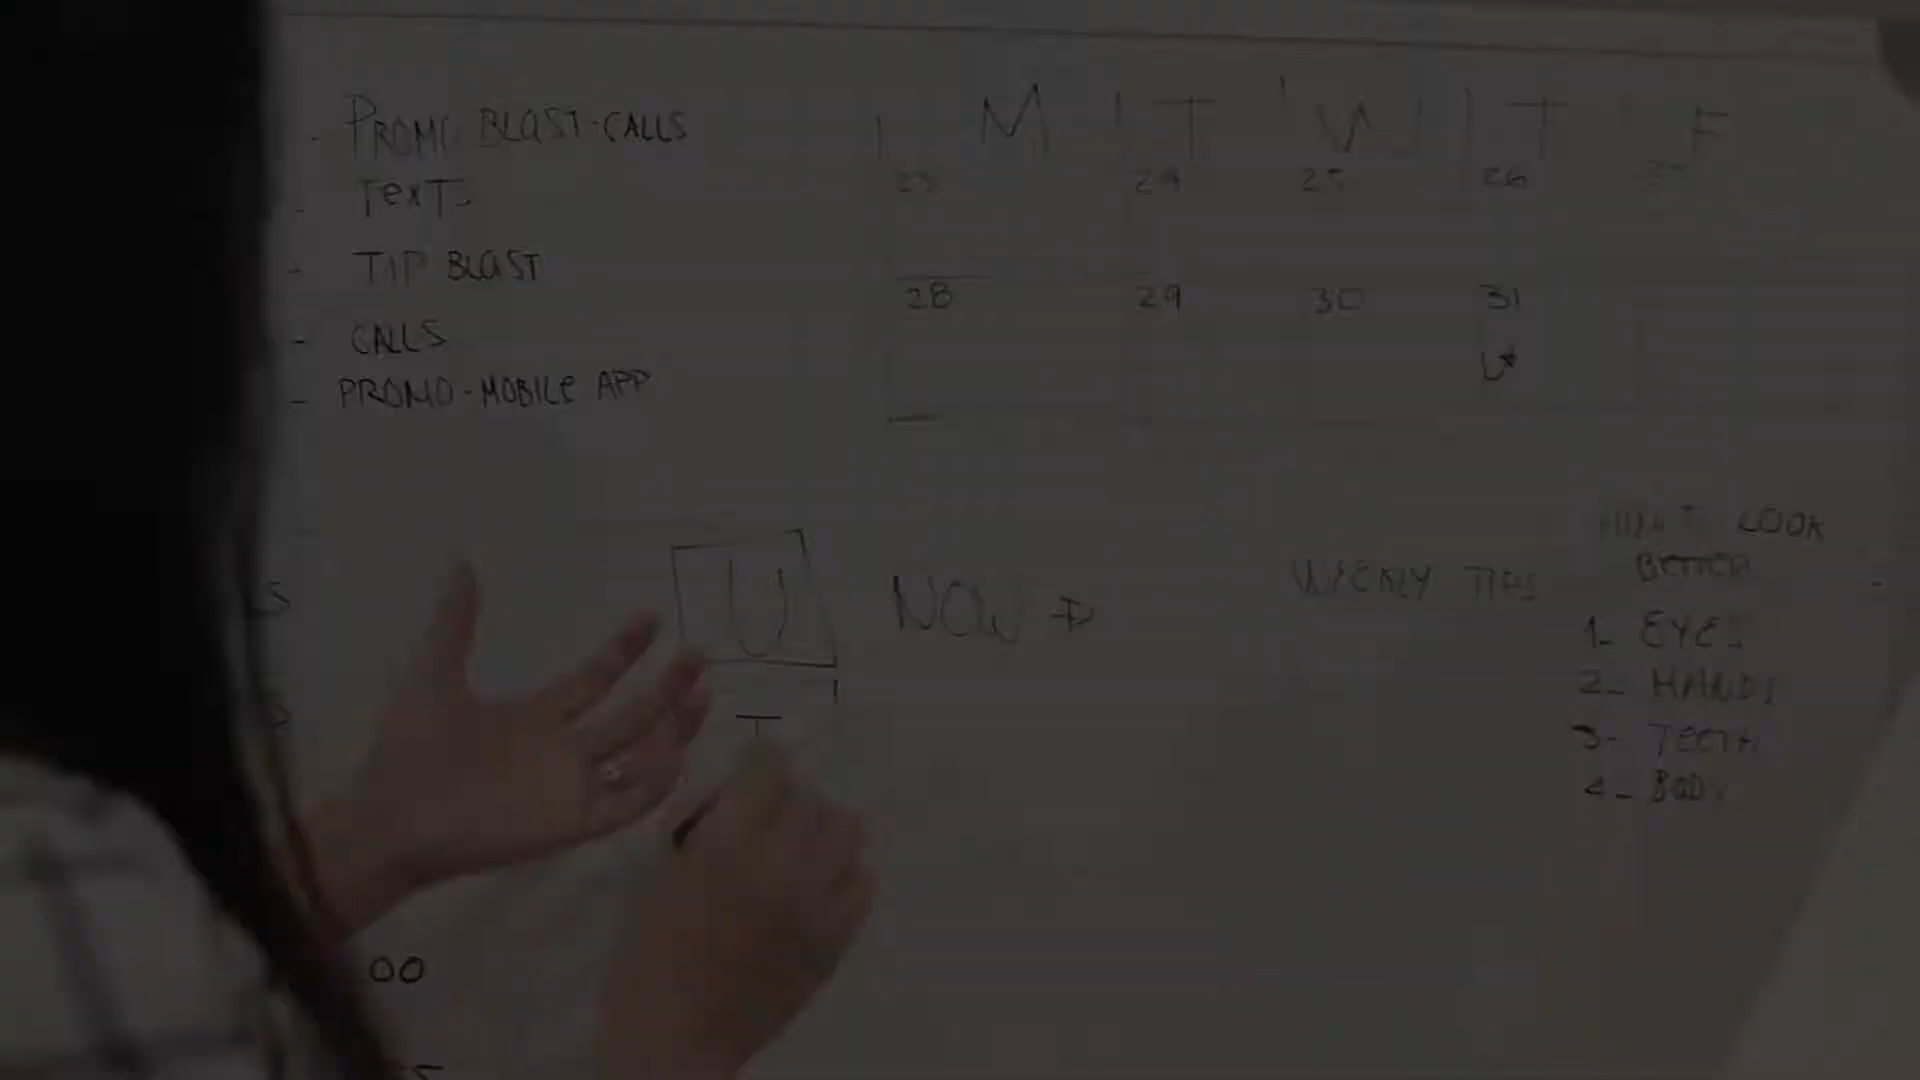 - PROMO BLAST-CALLS
- TEXT
- TIP BLAST
- CALLS
- PROMO-MOBILE APP
M T W T F
23 24 25 26
28 29 30 31
U
NOW
T
WEEKLY TIPS
LOOK
BETTER
1- EYES
2- HANDS
3- TEETH
4- BODY
00